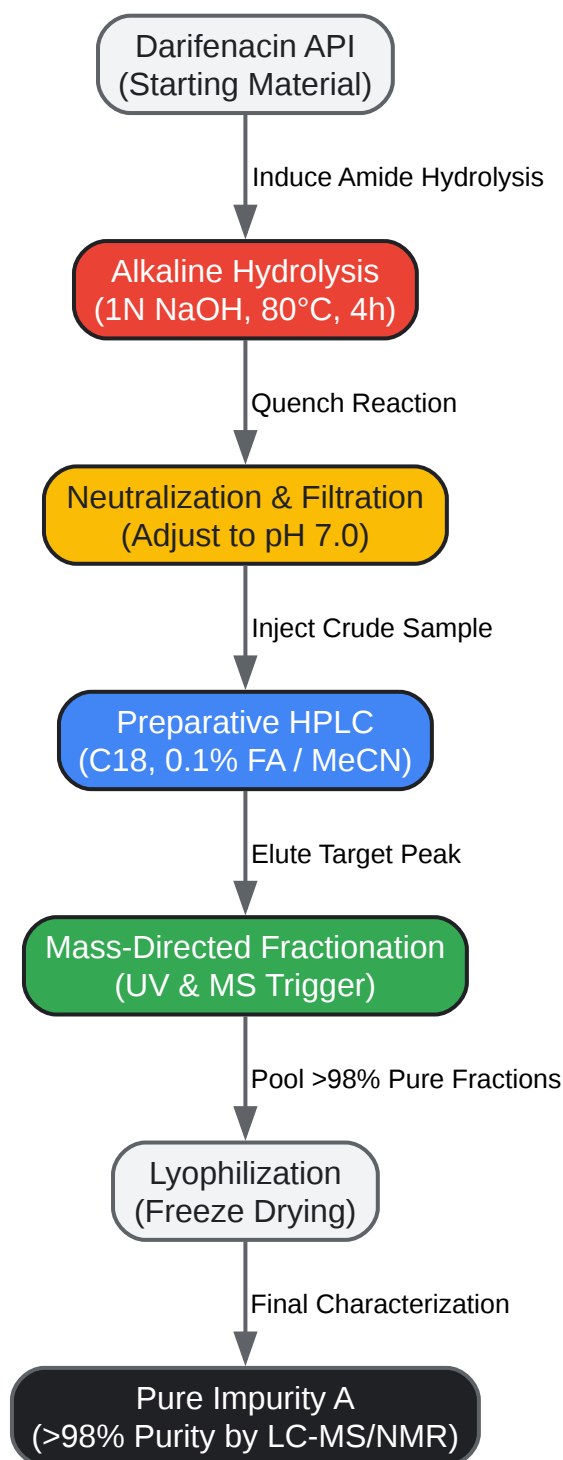 Darifenacin API
(Starting Material)
Induce Amide Hydrolysis
Alkaline Hydrolysis
(1N NaOH, 80°C, 4h)
Quench Reaction
Neutralization & Filtration
(Adjust to pH 7.0)
Inject Crude Sample
Preparative HPLC
(C18, 0.1% FA / MeCN)
Elute Target Peak
Mass-Directed Fractionation
(UV & MS Trigger)
Pool >98% Pure Fractions
Lyophilization
(Freeze Drying)
Final Characterization
Pure Impurity A
(>98% Purity by LC-MS/NMR)